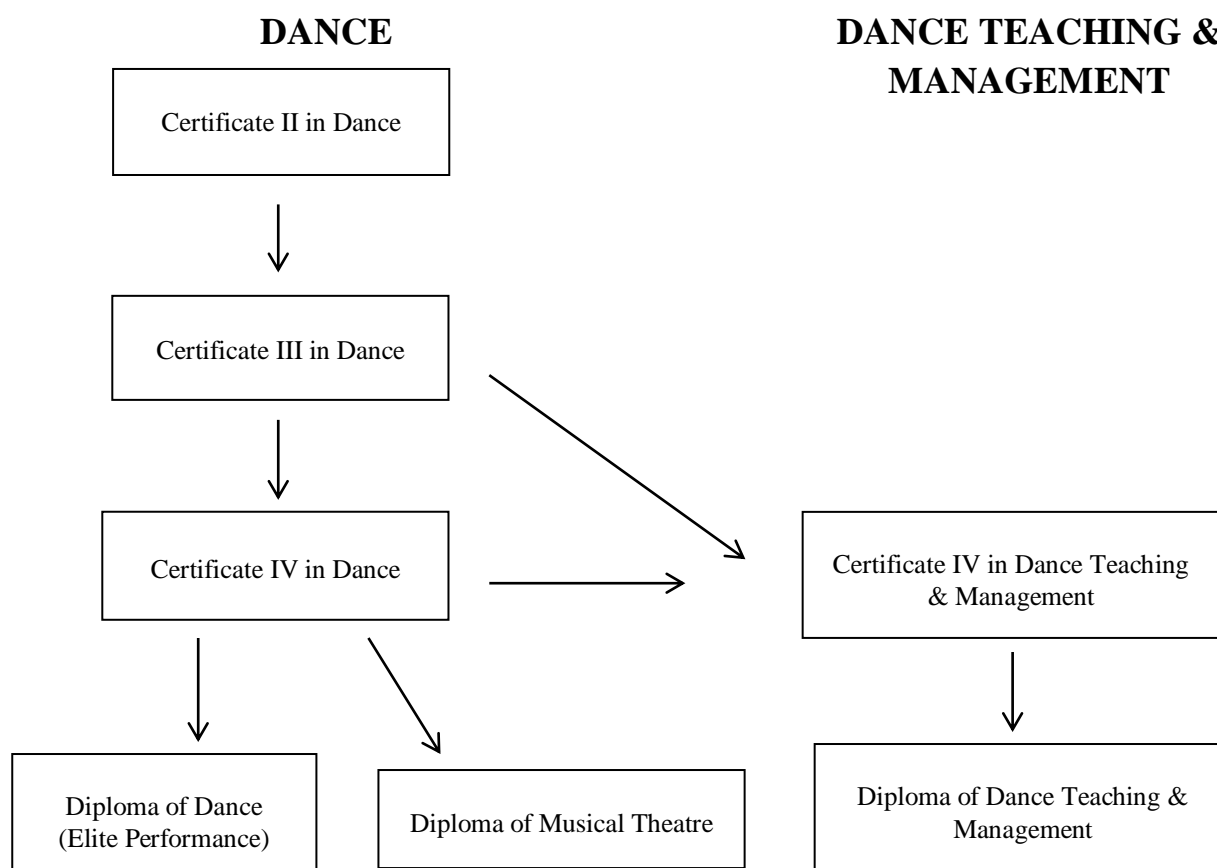 DANCE
DANCE TEACHING &
MANAGEMENT
Certificate II in Dance
Certificate III in Dance
Certificate IV in Dance
Certificate IV in Dance Teaching
& Management
Diploma of Dance
(Elite Performance)
Diploma of Musical Theatre
Diploma of Dance Teaching &
Management